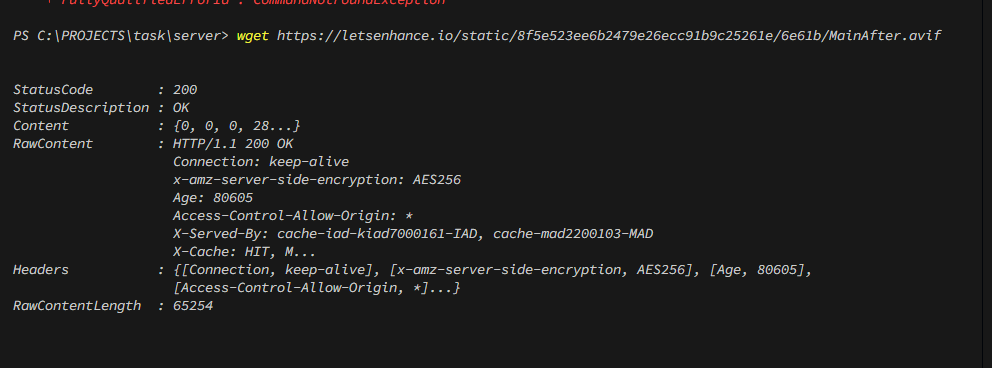 + FullyQualifiedErrorId : CommandNotFoundException
PS C:\PROJECTS\task\server> wget https://letsenhance.io/static/8f5e523ee6b2479e26ecc91b9c25261e/6e61b/MainAfter.avif
StatusCode : 200
StatusDescription : OK
Content : {0, 0, 0, 28...}
RawContent : HTTP/1.1 200 OK
Connection: keep-alive
x-amz-server-side-encryption: AES256
Age: 80605
Access-Control-Allow-Origin: *
X-Served-By: cache-iad-kiad7000161-IAD, cache-mad2200103-MAD
X-Cache: HIT, M...
Headers : {[Connection, keep-alive], [x-amz-server-side-encryption, AES256], [Age, 80605],
[Access-Control-Allow-Origin, *]...}
RawContentLength : 65254